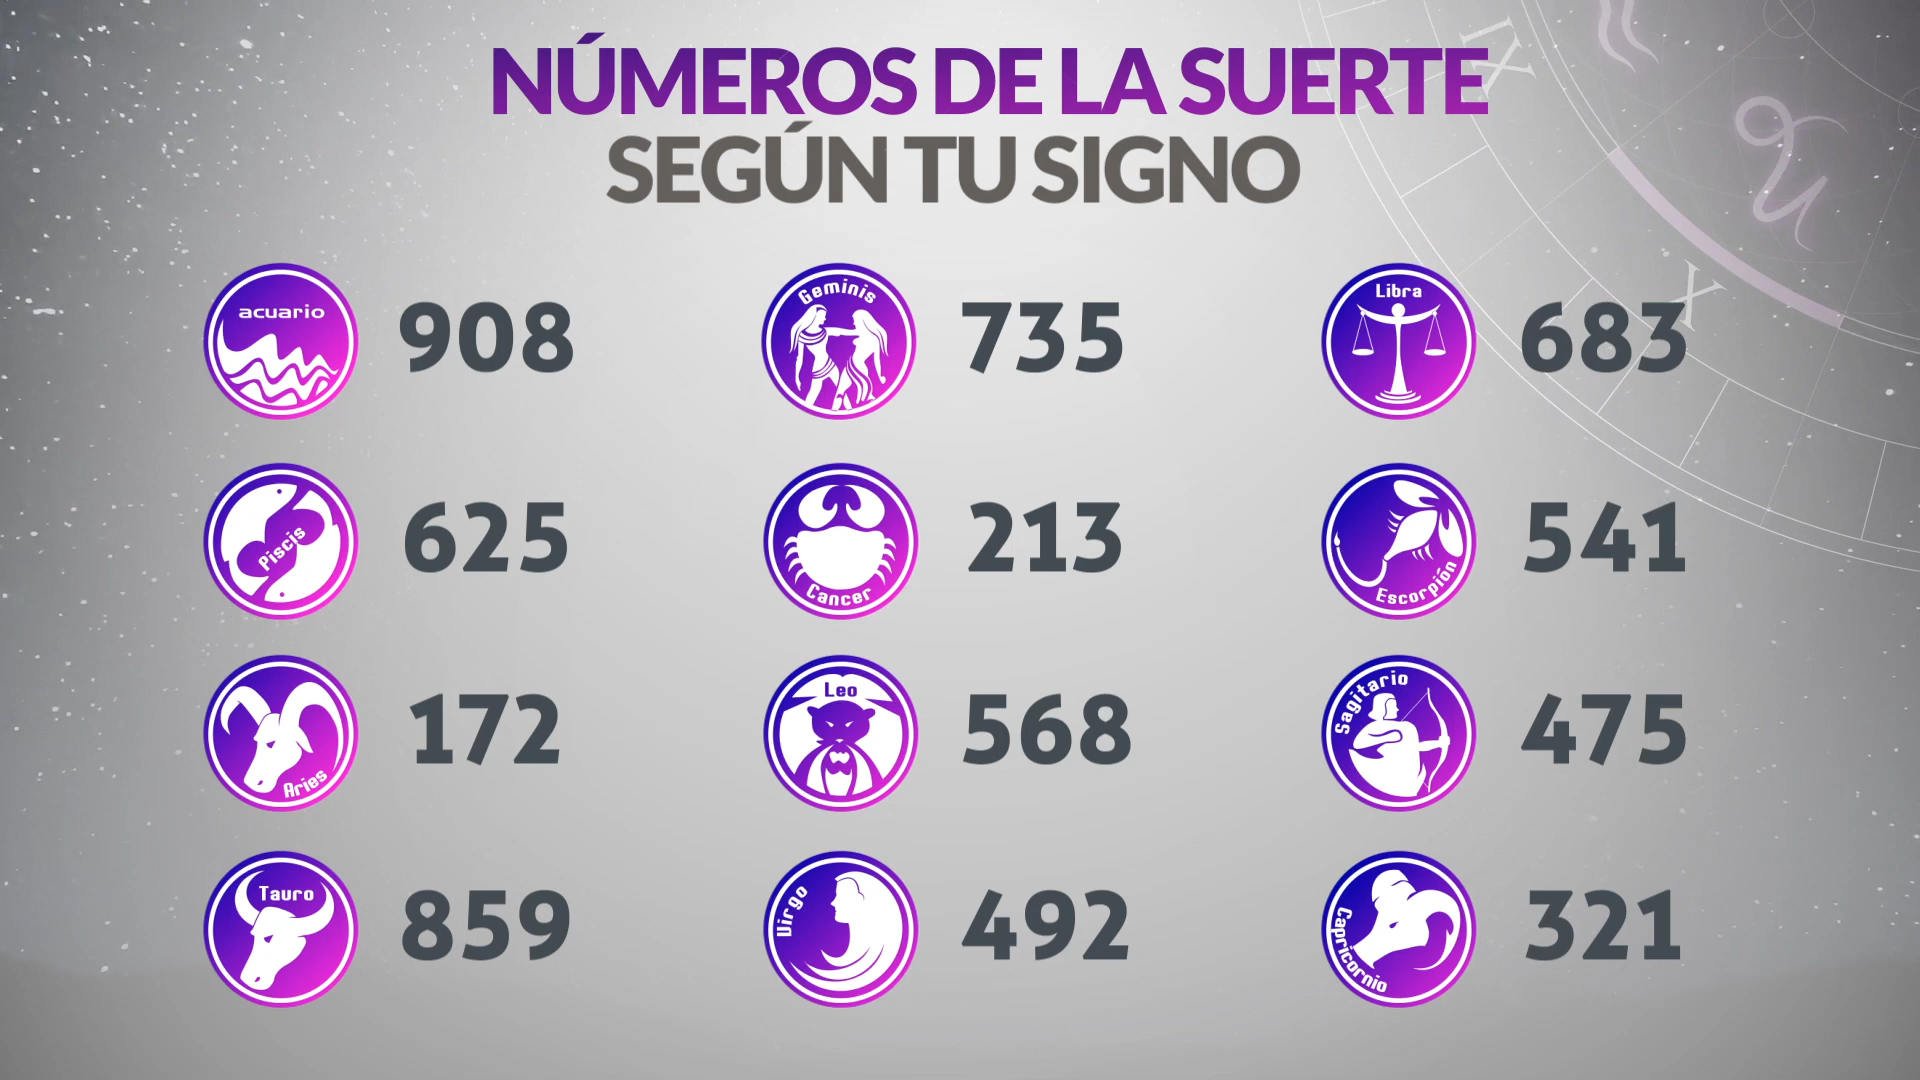 NÚMEROS DE LA SUERTE
SEGÚN TU SIGNO
acuario 908
Geminis 735
Libra 683
Piscis 625
Cancer 213
Escorpión 541
Aries 172
Leo 568
Sagitario 475
Tauro 859
Virgo 492
Capricornio 321
IX
X